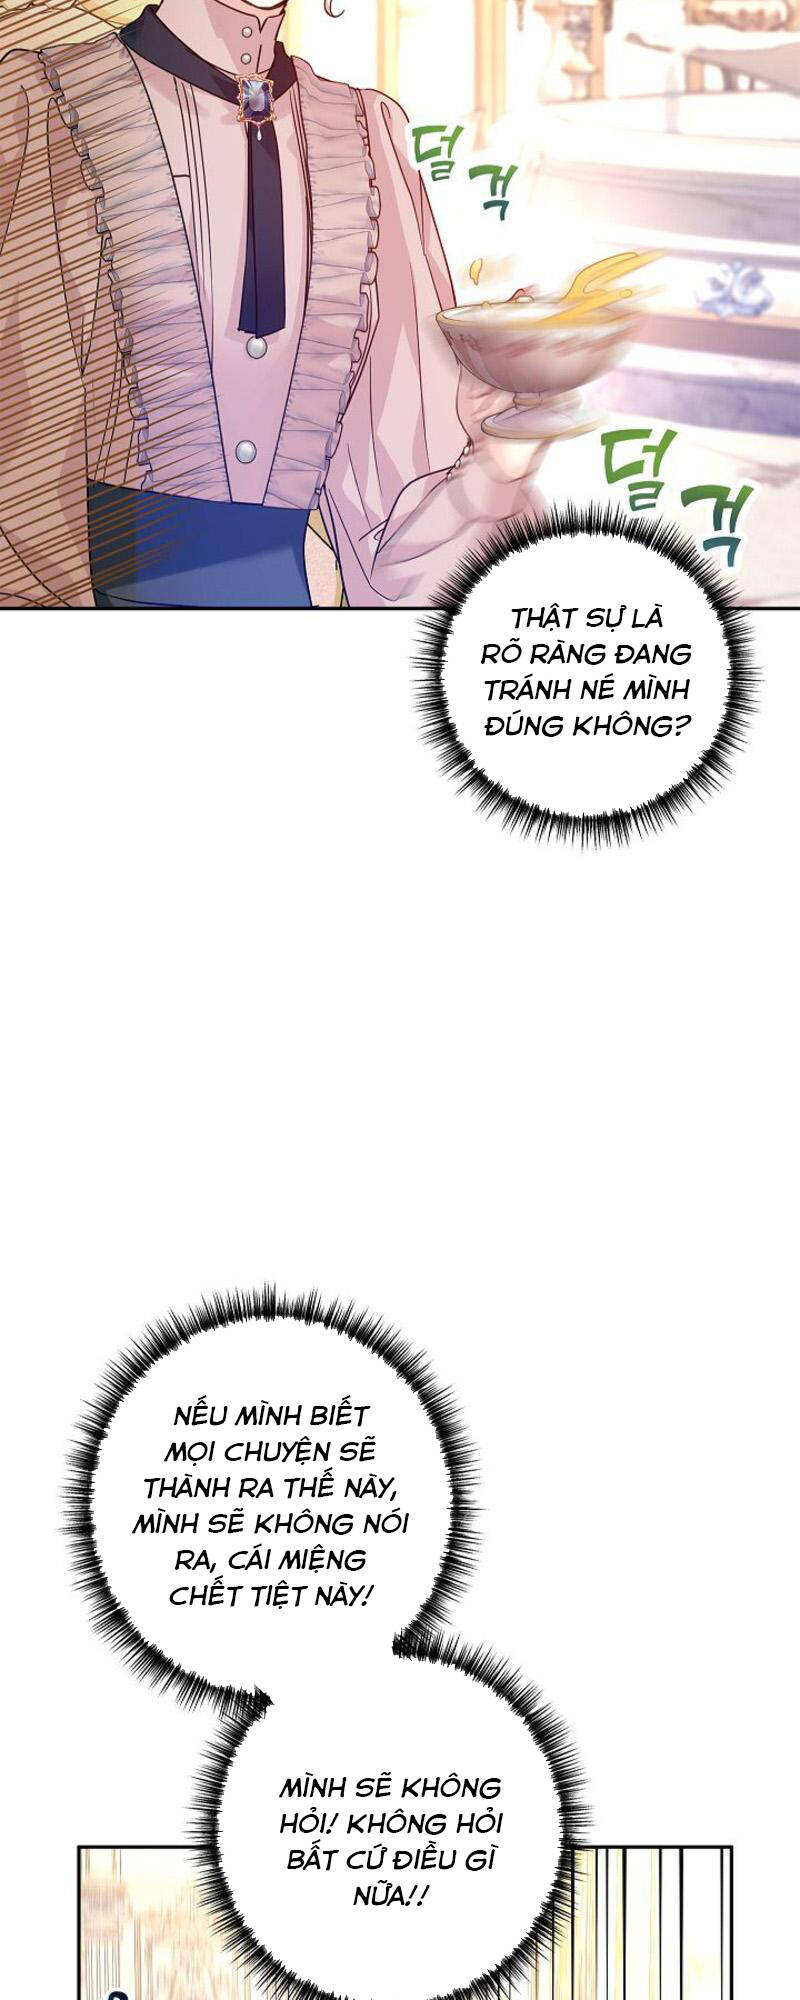 덜
걱
덜
걱
THẬT SỰ LÀ
RÕ RÀNG ĐANG
TRÁNH NÉ MÌNH
ĐÚNG KHÔNG?
NẾU MÌNH BIẾT
MỌI CHUYỆN SẼ
THÀNH RA THẾ NÀY,
MÌNH SẼ KHÔNG NÓI
RA, CÁI MIỆNG
CHẾT TIỆT NÀY!
MÌNH SẼ KHÔNG
HỎI! KHÔNG HỎI
BẤT CỨ ĐIỀU GÌ
NỮA!!